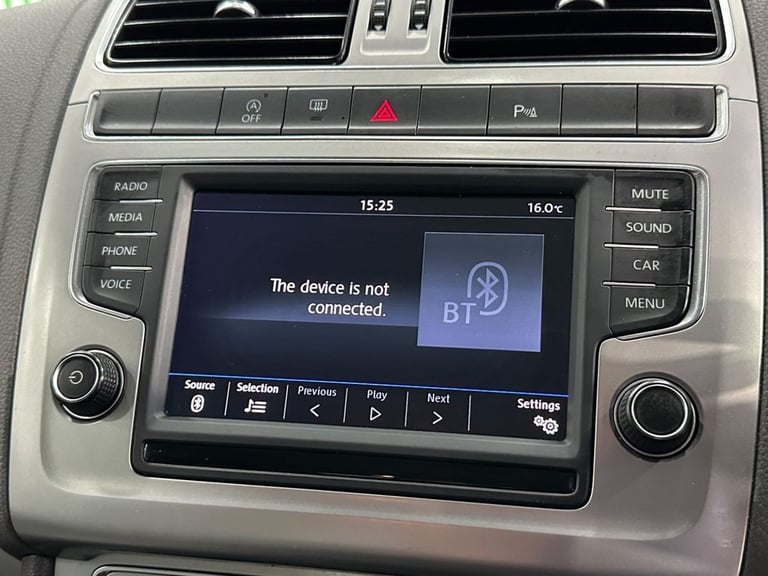 OFF
P
RADIO
MEDIA
PHONE
VOICE
MUTE
SOUND
CAR
MENU
15:25
16.0°C
The device is not
connected.
BT
Source
Selection
Previous
Play
Next
Settings